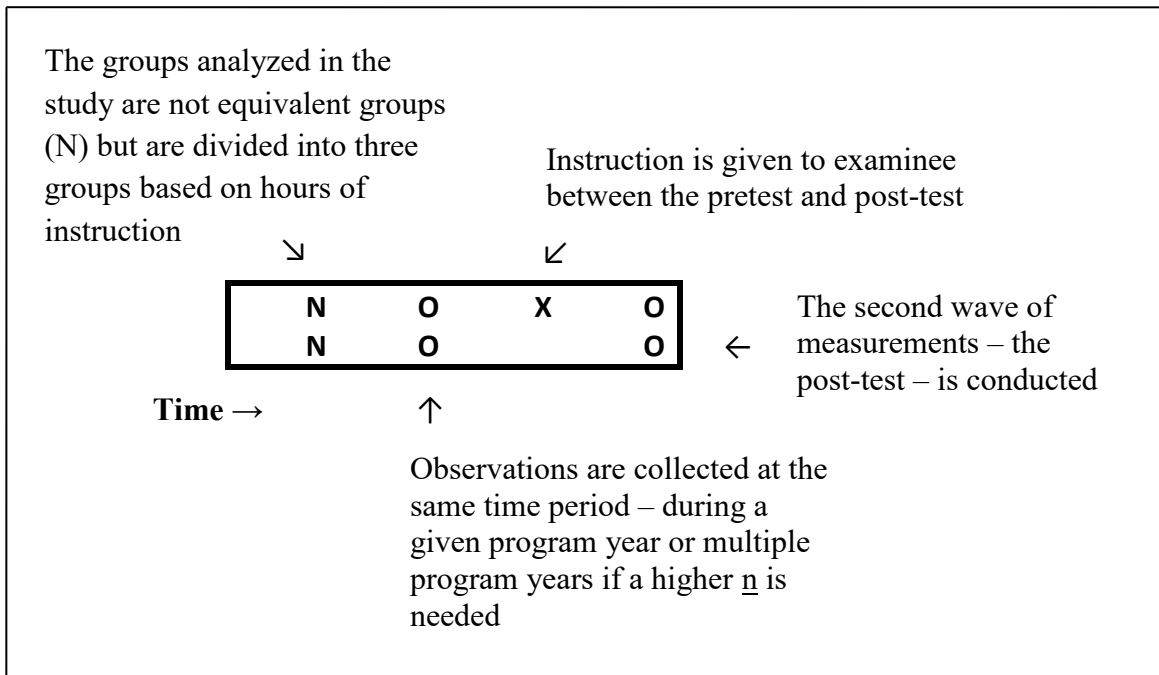 The groups analyzed in the
study are not equivalent groups
(N) but are divided into three
groups based on hours of
instruction
Instruction is given to examinee
between the pretest and post-test
↘ ↙
N O X O
N O O
←
The second wave of
measurements – the
post-test – is conducted
Time →
↑
Observations are collected at the
same time period – during a
given program year or multiple
program years if a higher n is
needed